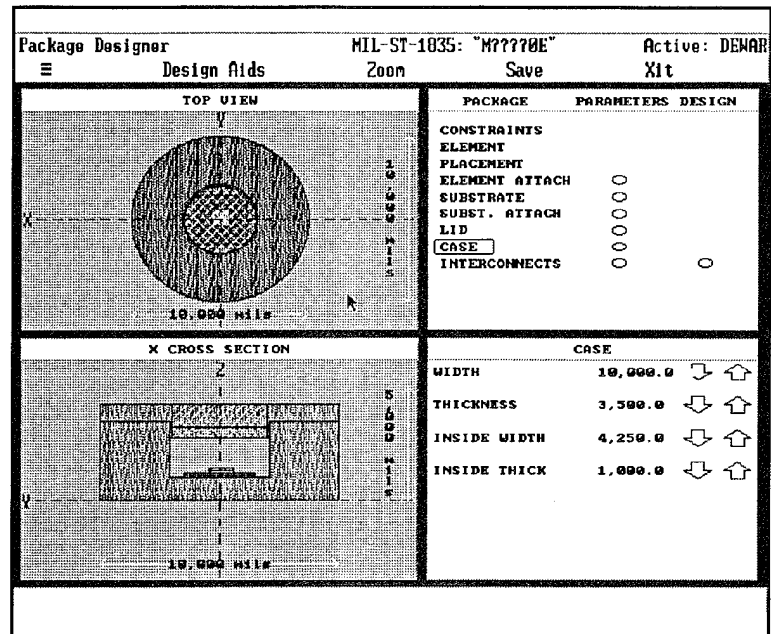 Package Designer MIL-ST-1835: "M????0E" Active: DEWAR
≡ Design Aids Zoom Save Xit
TOP VIEW
Y
X
10,000 mils
10,000 mils
PACKAGE PARAMETERS DESIGN
CONSTRAINTS
ELEMENT
PLACEMENT
ELEMENT ATTACH
SUBSTRATE
SUBST. ATTACH
LID
CASE
INTERCONNECTS
X CROSS SECTION
Z
Y
5,000 mils
10,000 mils
CASE
WIDTH 10,000.0
THICKNESS 3,500.0
INSIDE WIDTH 4,250.0
INSIDE THICK 1,000.0